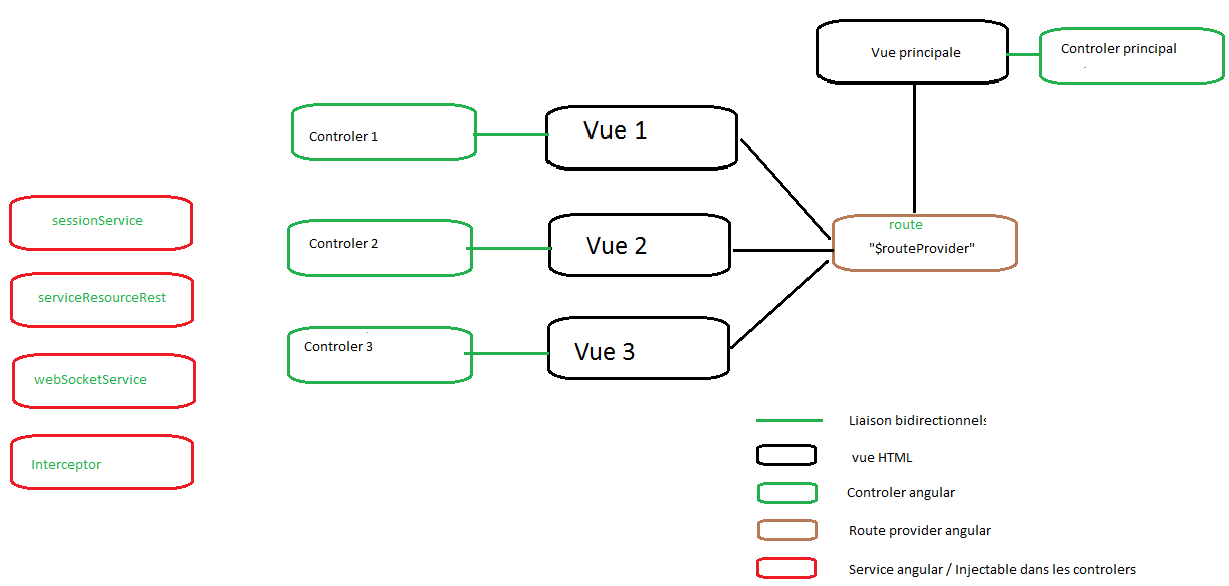 Vue principale
Controler principal
Controler 1
Vue 1
sessionService
route
"$routeProvider"
Controler 2
Vue 2
serviceResourceRest
Controler 3
Vue 3
webSocketService
Interceptor
Liaison bidirectionnels
vue HTML
Controler angular
Route provider angular
Service angular / Injectable dans les controlers